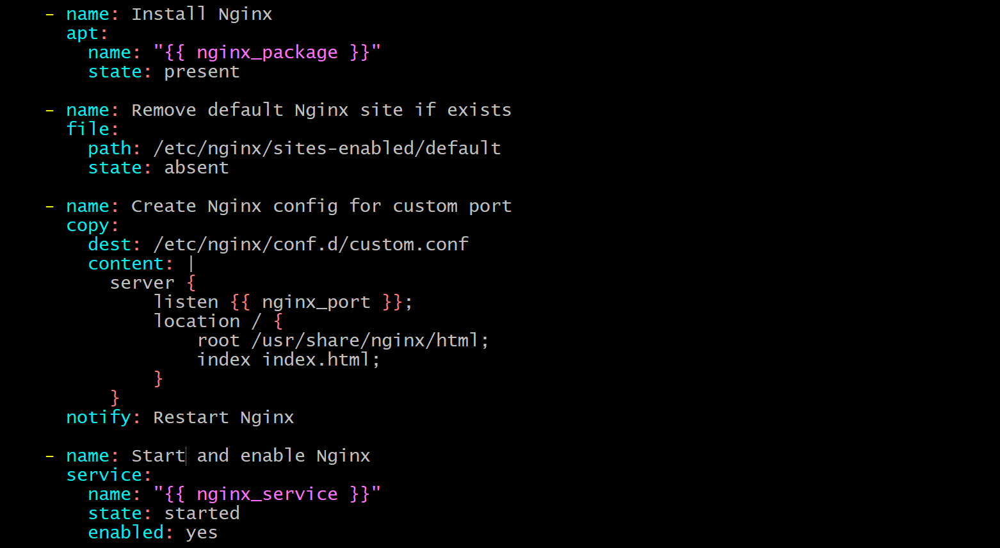 - name: Install Nginx
  apt:
    name: "{{ nginx_package }}"
    state: present

- name: Remove default Nginx site if exists
  file:
    path: /etc/nginx/sites-enabled/default
    state: absent

- name: Create Nginx config for custom port
  copy:
    dest: /etc/nginx/conf.d/custom.conf
    content: |
      server {
          listen {{ nginx_port }};
          location / {
              root /usr/share/nginx/html;
              index index.html;
          }
      }
  notify: Restart Nginx

- name: Start and enable Nginx
  service:
    name: "{{ nginx_service }}"
    state: started
    enabled: yes